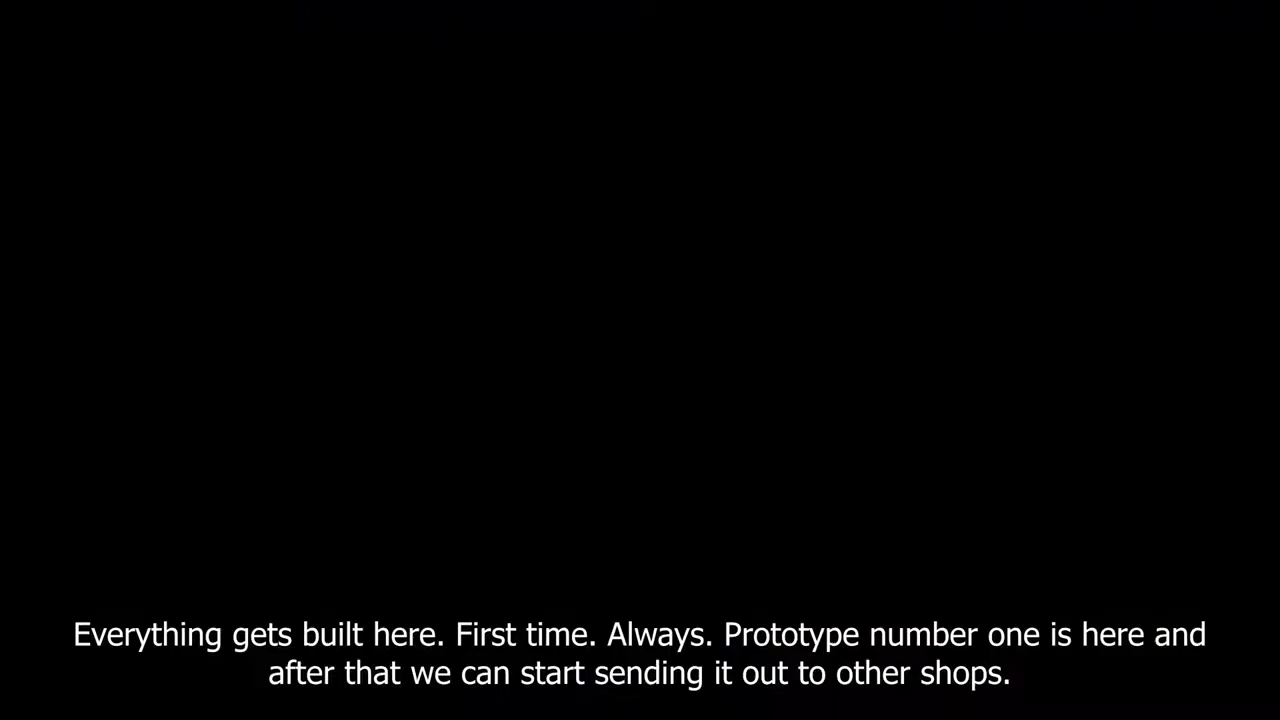 Everything gets built here. First time. Always. Prototype number one is here and
after that we can start sending it out to other shops.